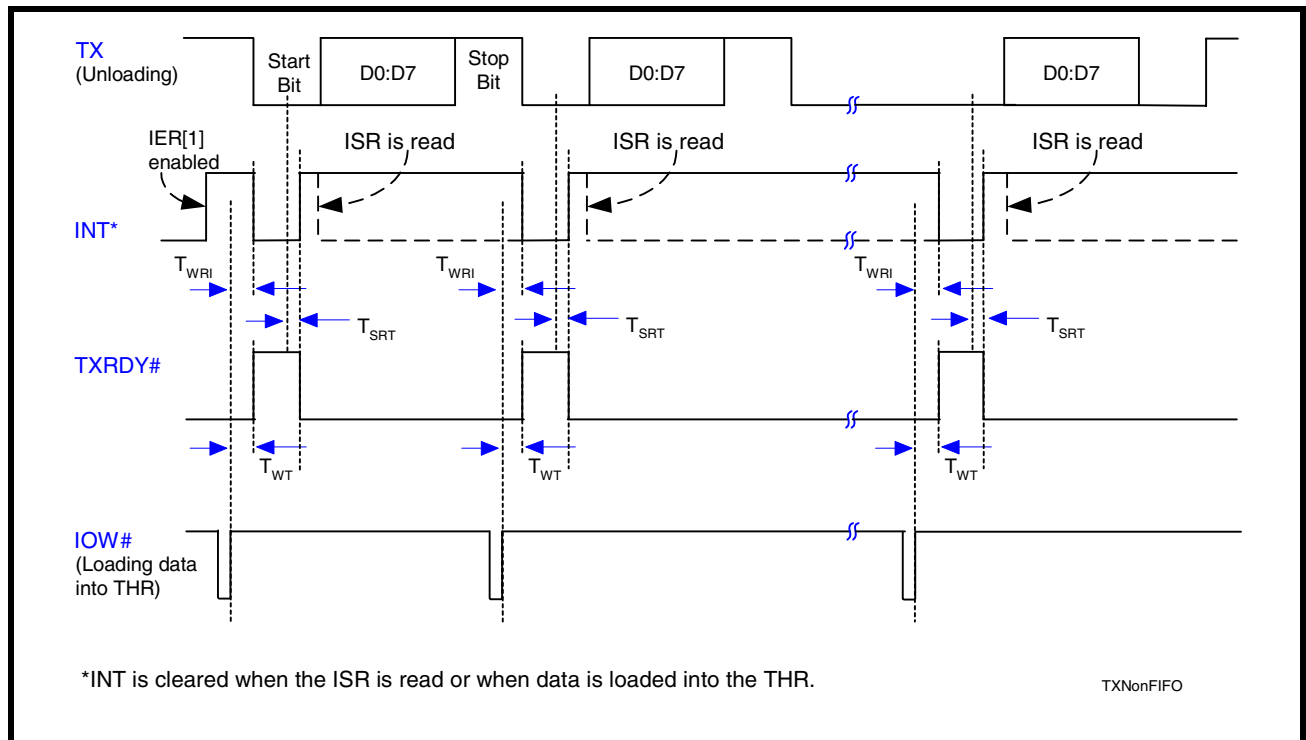 TX
(Unloading)
Start
Bit
D0:D7
Stop
Bit
D0:D7
D0:D7
IER[1]
enabled
ISR is read
ISR is read
ISR is read
INT*
TWRI
TWRI
TWRI
TSRT
TSRT
TSRT
TXRDY#
TWT
TWT
TWT
IOW#
(Loading data
into THR)
*INT is cleared when the ISR is read or when data is loaded into the THR.
TXNonFIFO